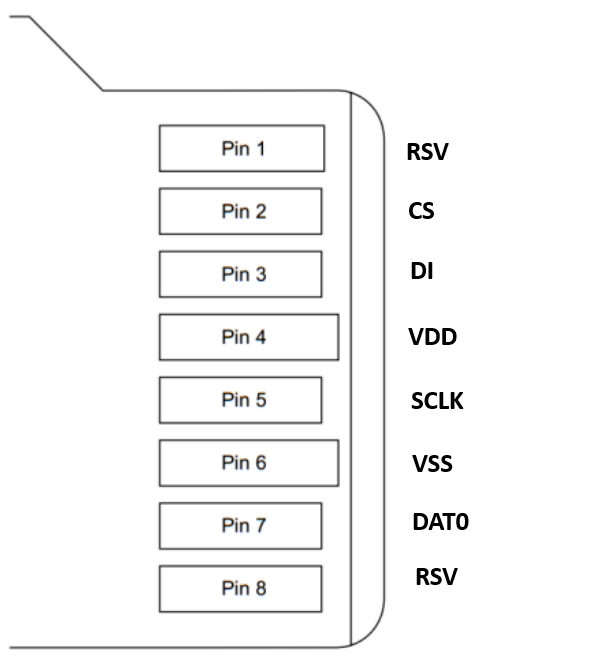 Pin 1 RSV
Pin 2 CS
Pin 3 DI
Pin 4 VDD
Pin 5 SCLK
Pin 6 VSS
Pin 7 DAT0
Pin 8 RSV